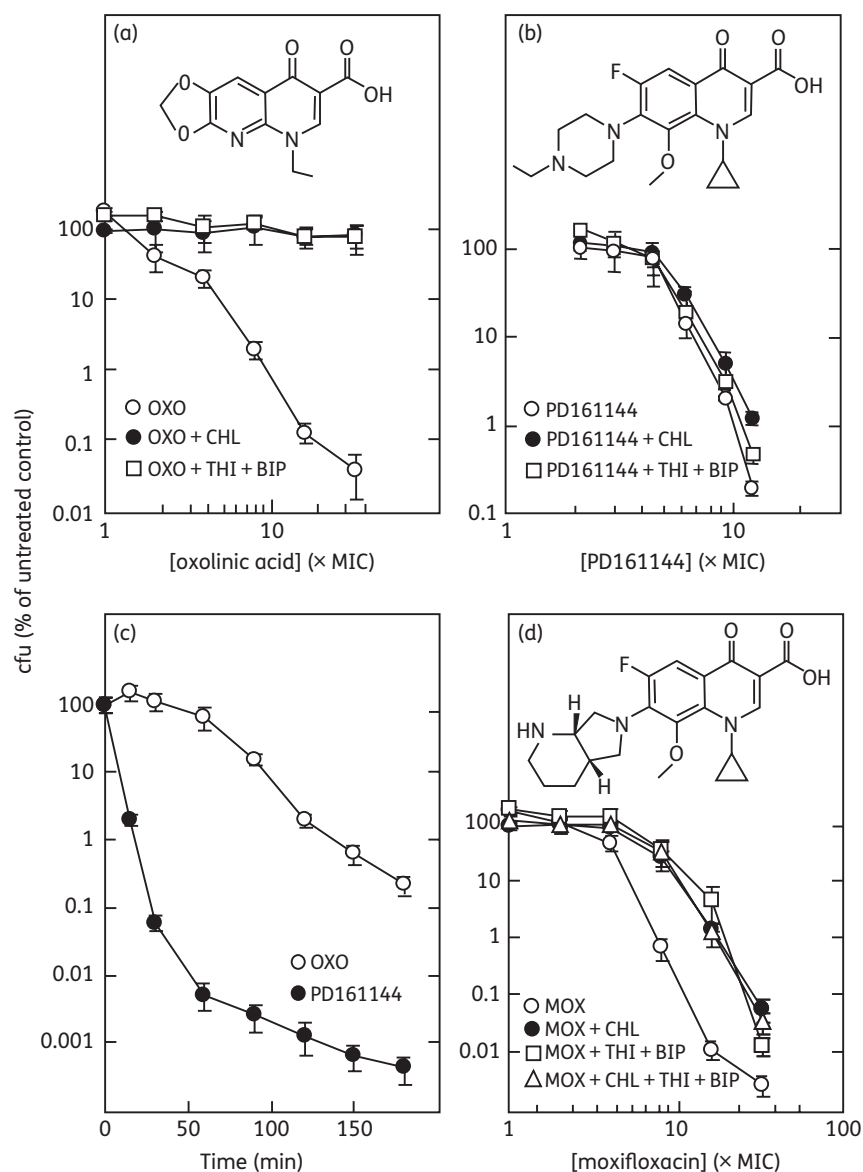 cfu (% of untreated control)
(a)
O
O
OH
O
O
N
N
100
10
1
0.1
0.01
OXO
OXO + CHL
OXO + THI + BIP
1
10
[oxolinic acid] (× MIC)
(b)
O
O
F
OH
N
N
N
O
100
10
1
0.1
PD161144
PD161144 + CHL
PD161144 + THI + BIP
1
10
[PD161144] (× MIC)
(c)
100
10
1
0.1
0.01
0.001
OXO
PD161144
0
50
100
150
Time (min)
(d)
O
O
F
OH
H
HN
N
N
O
H
100
10
1
0.1
0.01
MOX
MOX + CHL
MOX + THI + BIP
MOX + CHL + THI + BIP
1
10
100
[moxifloxacin] (× MIC)